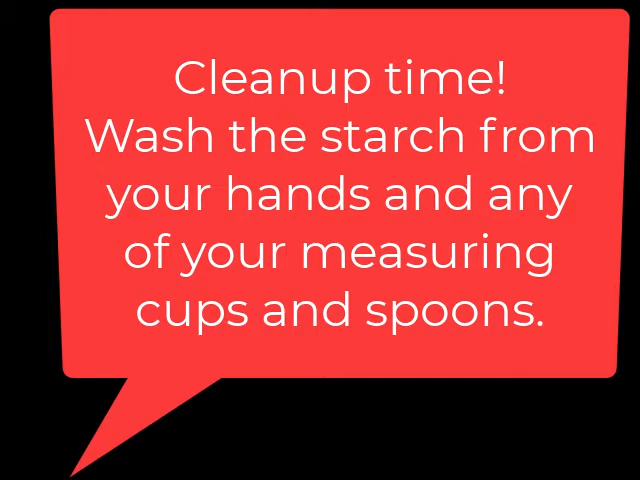 Cleanup time!
Wash the starch from
your hands and any
of your measuring
cups and spoons.